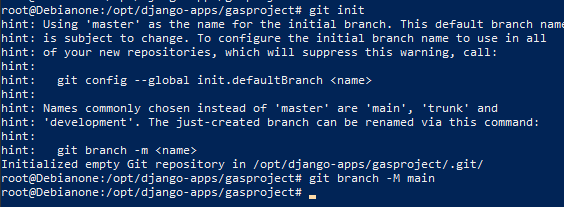 root@Debianone:/opt/django-apps/gasproject# git init
hint: Using 'master' as the name for the initial branch. This default branch name
hint: is subject to change. To configure the initial branch name to use in all
hint: of your new repositories, which will suppress this warning, call:
hint:
hint:   git config --global init.defaultBranch <name>
hint:
hint: Names commonly chosen instead of 'master' are 'main', 'trunk' and
hint: 'development'. The just-created branch can be renamed via this command:
hint:
hint:   git branch -m <name>
Initialized empty Git repository in /opt/django-apps/gasproject/.git/
root@Debianone:/opt/django-apps/gasproject# git branch -M main
root@Debianone:/opt/django-apps/gasproject#